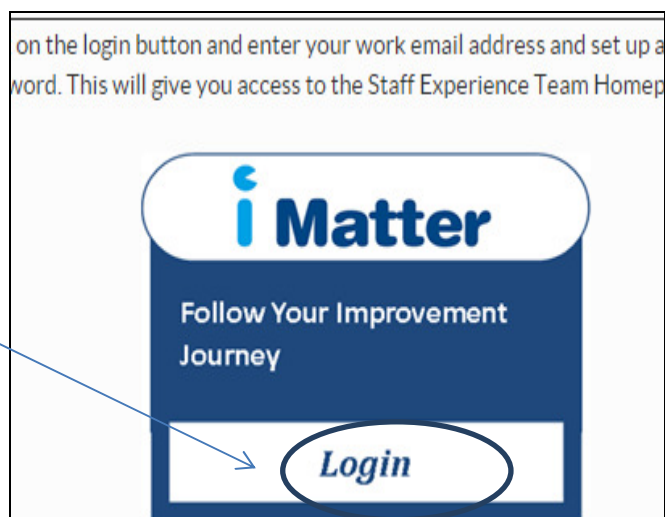 on the login button and enter your work email address and set up a
word. This will give you access to the Staff Experience Team Homep
i Matter
Follow Your Improvement
Journey
Login